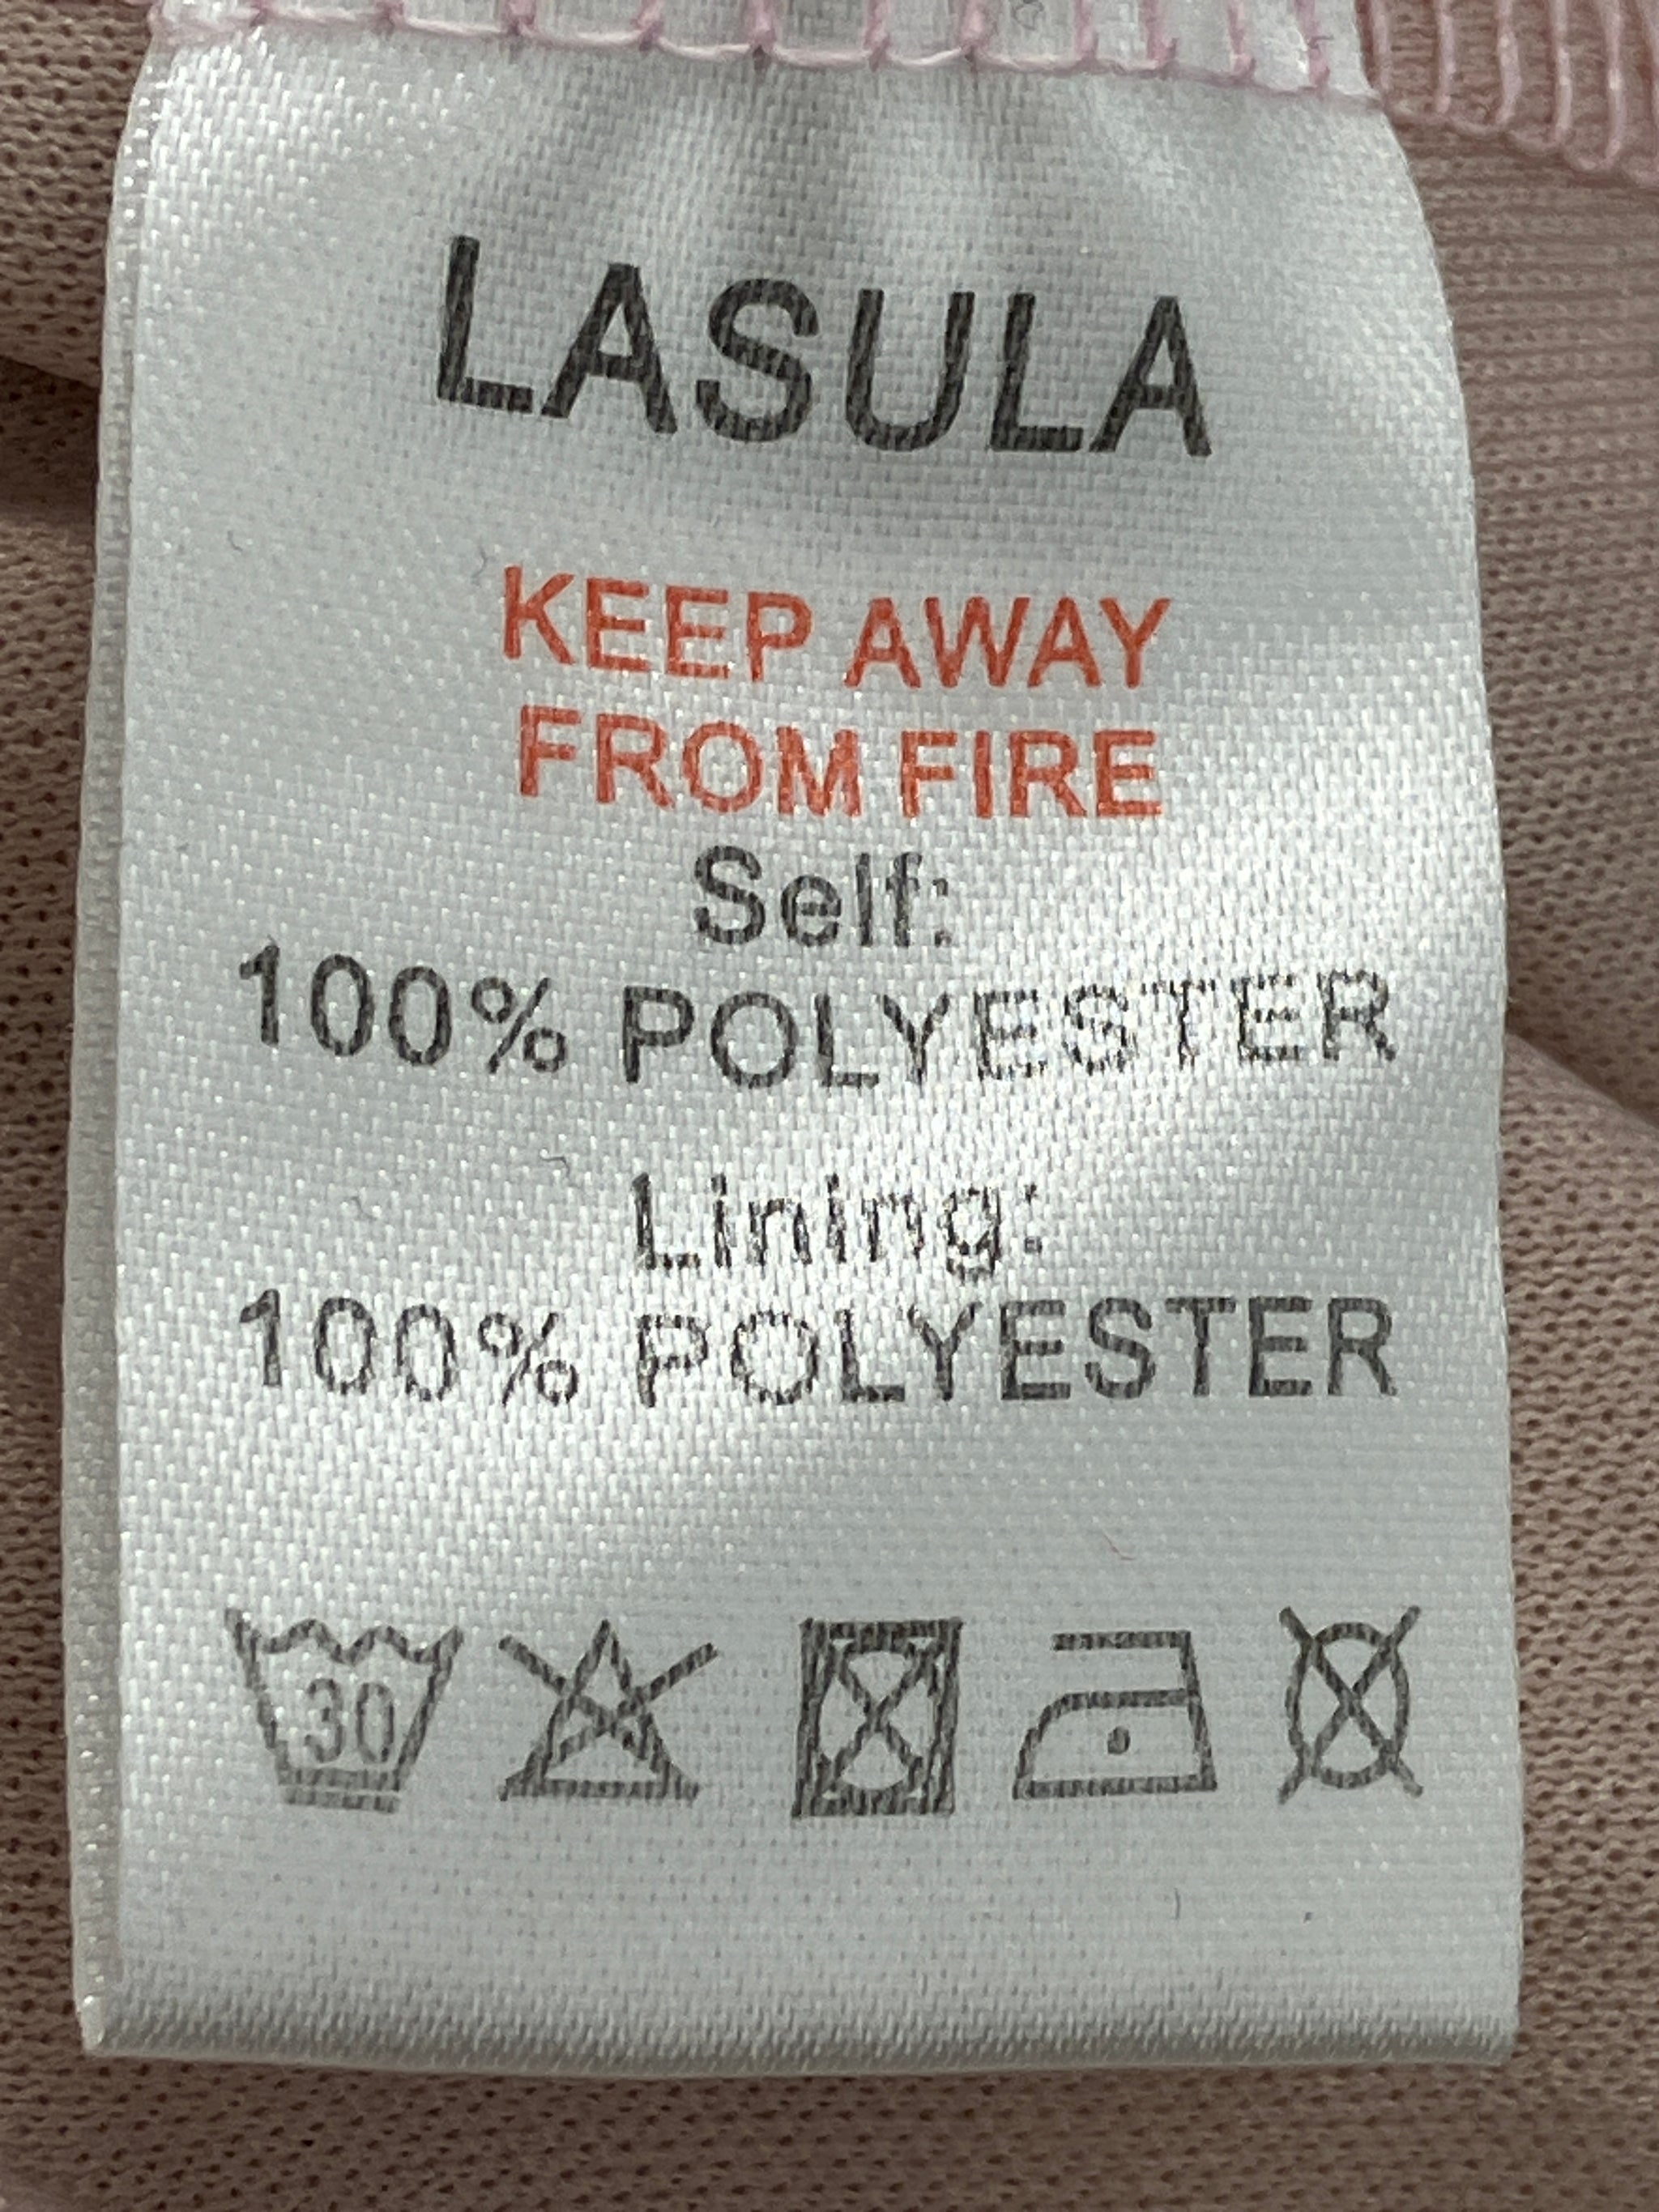 LASULA
KEEP AWAY
FROM FIRE
Self:
100% POLYESTER
Lining:
100% POLYESTER
30